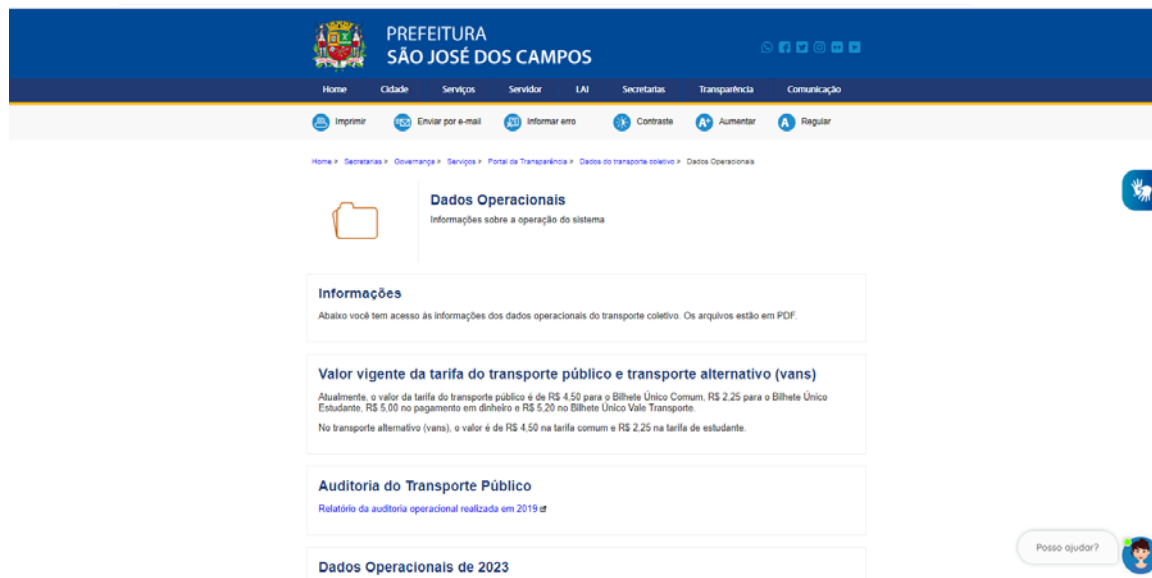 PREFEITURA
SÃO JOSÉ DOS CAMPOS
Home Cidade Serviços Servidor LAI Secretarias Transparência Comunicação
Imprimir Enviar por e-mail Informar erro Contraste A+ Aumentar A Regular
Home » Secretarias » Governança » Serviços » Portal da Transparência » Dados do transporte coletivo » Dados Operacionais
Dados Operacionais
Informações sobre a operação do sistema
Informações
Abaixo você tem acesso às informações dos dados operacionais do transporte coletivo. Os arquivos estão em PDF.
Valor vigente da tarifa do transporte público e transporte alternativo (vans)
Atualmente, o valor da tarifa do transporte público é de R$ 4,50 para o Bilhete Único Comum, R$ 2,25 para o Bilhete Único
Estudante, R$ 5,00 no pagamento em dinheiro e R$ 5,20 no Bilhete Único Vale Transporte.
No transporte alternativo (vans), o valor é de R$ 4,50 na tarifa comum e R$ 2,25 na tarifa de estudante.
Auditoria do Transporte Público
Relatório da auditoria operacional realizada em 2019
Posso ajudar?
Dados Operacionais de 2023